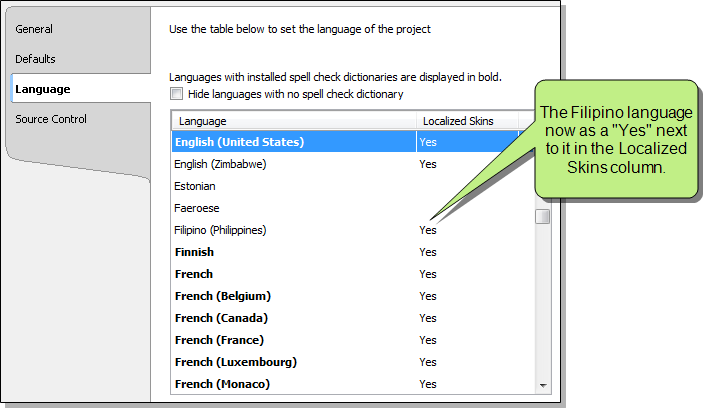 General
Defaults
Language
Source Control
Use the table below to set the language of the project
Languages with installed spell check dictionaries are displayed in bold.
Hide languages with no spell check dictionary
Language Localized Skins
English (United States) Yes
English (Zimbabwe) Yes
Estonian
Faeroese
Filipino (Philippines) Yes
Finnish Yes
French Yes
French (Belgium) Yes
French (Canada) Yes
French (France) Yes
French (Luxembourg) Yes
French (Monaco) Yes
The Filipino language
now as a "Yes" next
to it in the Localized
Skins column.